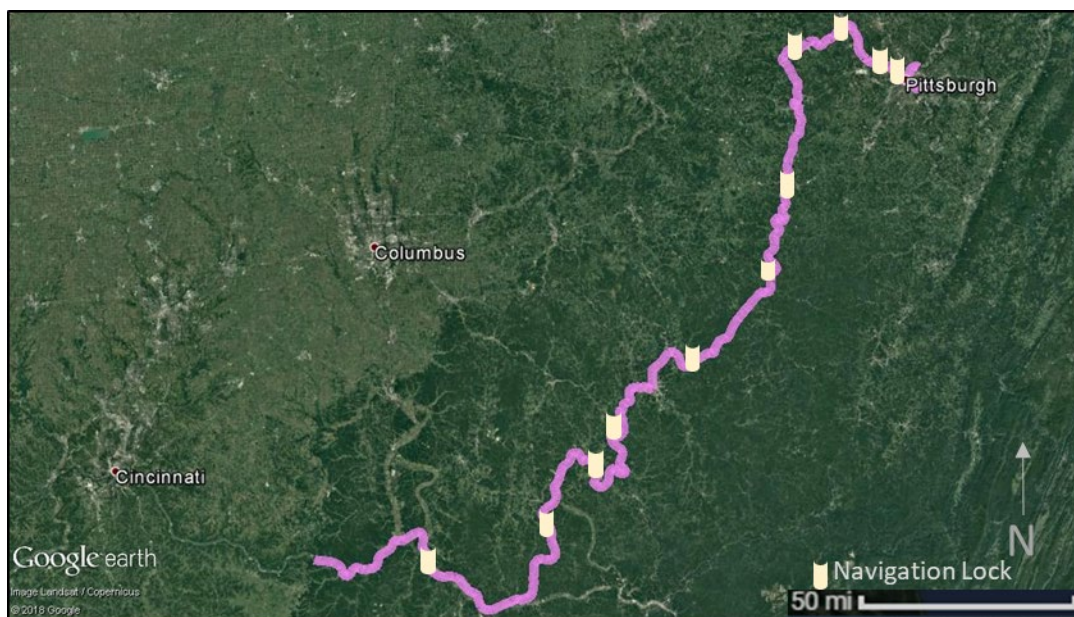 Pittsburgh
Columbus
Cincinnati
N
Google earth
Image Landsat / Copernicus
© 2018 Google
Navigation Lock
50 mi